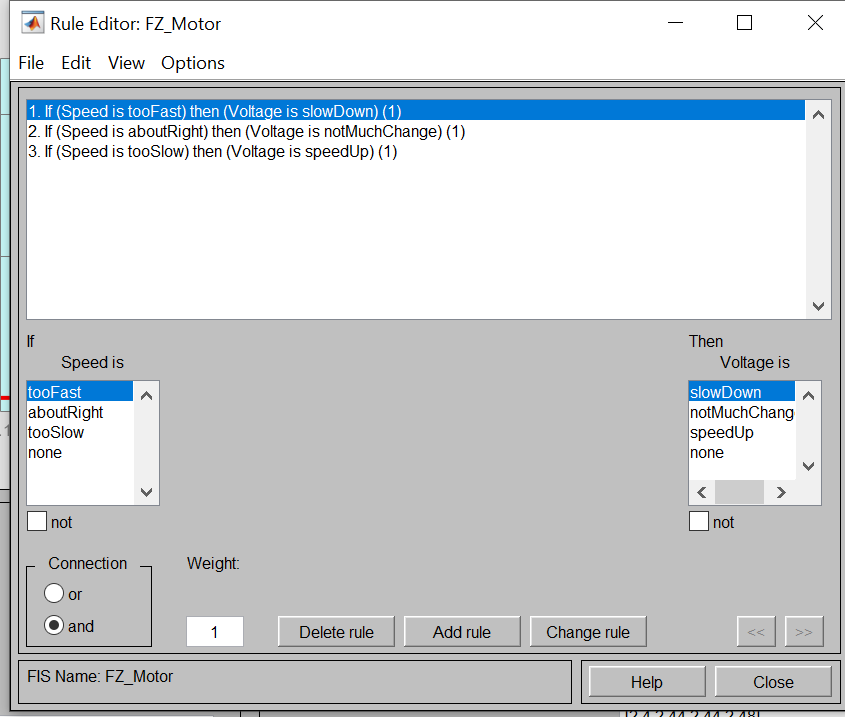 Rule Editor: FZ_Motor
File Edit View Options
1. If (Speed is tooFast) then (Voltage is slowDown) (1)
2. If (Speed is aboutRight) then (Voltage is notMuchChange) (1)
3. If (Speed is tooSlow) then (Voltage is speedUp) (1)
If
Speed is
tooFast
aboutRight
tooSlow
none
not
Then
Voltage is
slowDown
notMuchChang
speedUp
none
not
Connection
or
and
Weight:
1
Delete rule
Add rule
Change rule
<<
>>
FIS Name: FZ_Motor
Help
Close